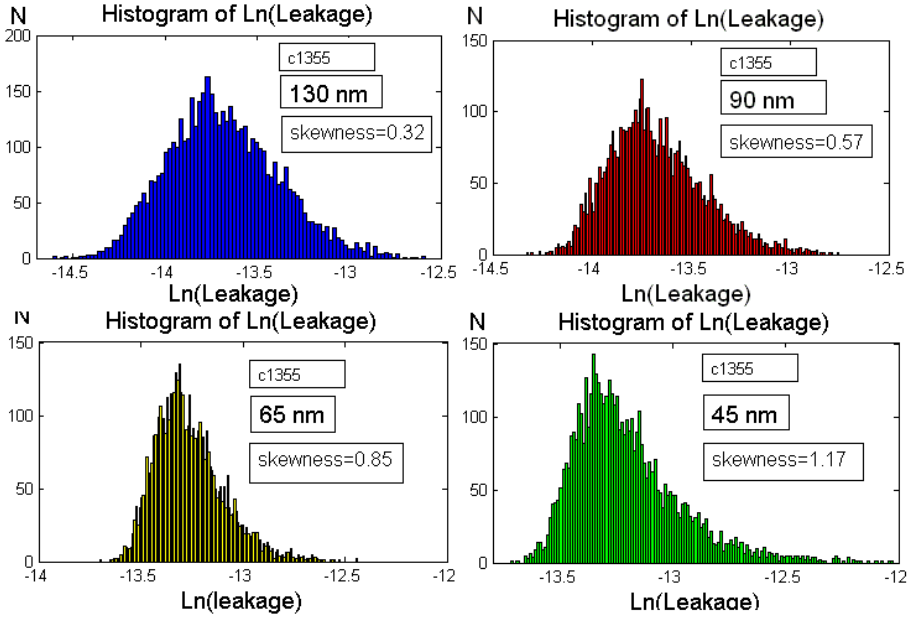 N Histogram of Ln(Leakage)
200
150
100
50
0
c1355
130 nm
skewness=0.32
-14.5 -14 -13.5 -13 -12.5
Ln(Leakage)
N Histogram of Ln(Leakage)
150
100
50
0
c1355
90 nm
skewness=0.57
-14.5 -14 -13.5 -13 -12.5
Ln(Leakage)
N Histogram of Ln(Leakage)
150
100
50
0
c1355
65 nm
skewness=0.85
-14 -13.5 -13 -12.5 -12
Ln(leakage)
N Histogram of Ln(Leakage)
150
100
50
0
c1355
45 nm
skewness=1.17
-13.5 -13 -12.5 -12
Ln(Leakage)